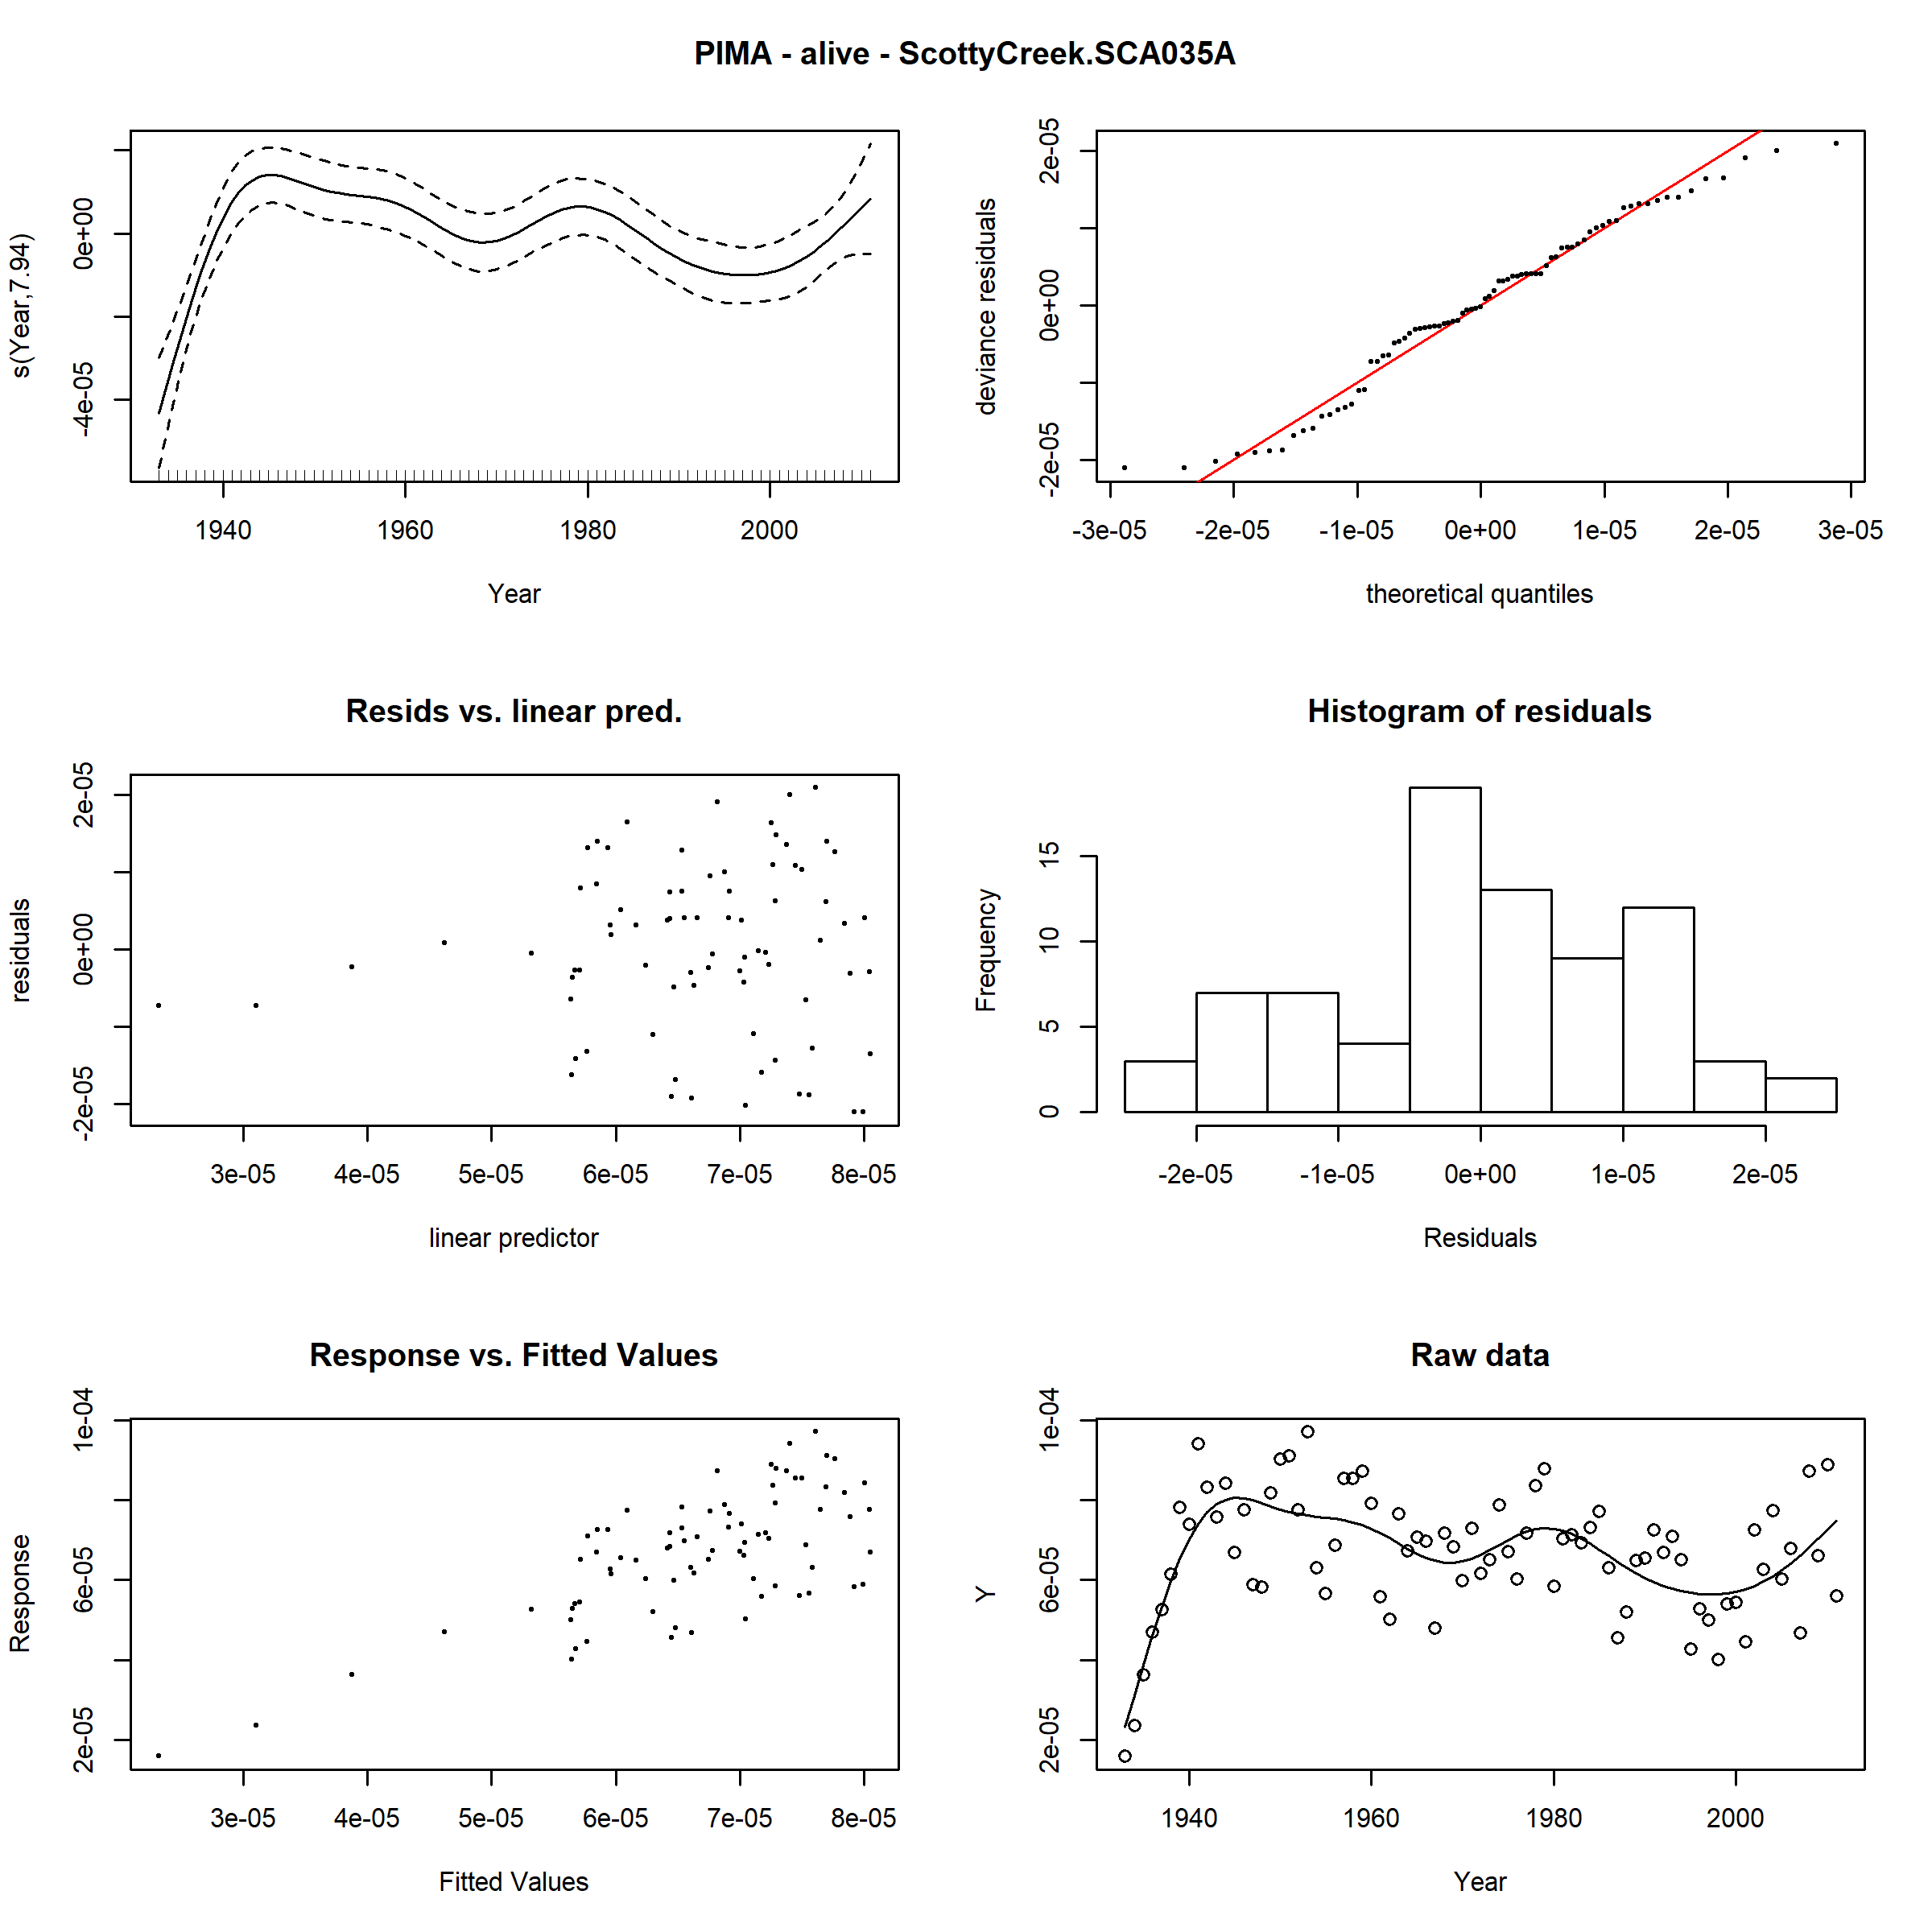 PIMA - alive - ScottyCreek.SCA035A
s(Year,7.94)
-4e-05 0e+00
1940 1960 1980 2000
Year
deviance residuals
-2e-05 0e+00 2e-05
-3e-05 -2e-05 -1e-05 0e+00 1e-05 2e-05 3e-05
theoretical quantiles
Resids vs. linear pred.
residuals
-2e-05 0e+00 2e-05
3e-05 4e-05 5e-05 6e-05 7e-05 8e-05
linear predictor
Histogram of residuals
Frequency
0 5 10 15
-2e-05 -1e-05 0e+00 1e-05 2e-05
Residuals
Response vs. Fitted Values
Response
2e-05 6e-05 1e-04
3e-05 4e-05 5e-05 6e-05 7e-05 8e-05
Fitted Values
Raw data
Y
2e-05 6e-05 1e-04
1940 1960 1980 2000
Year